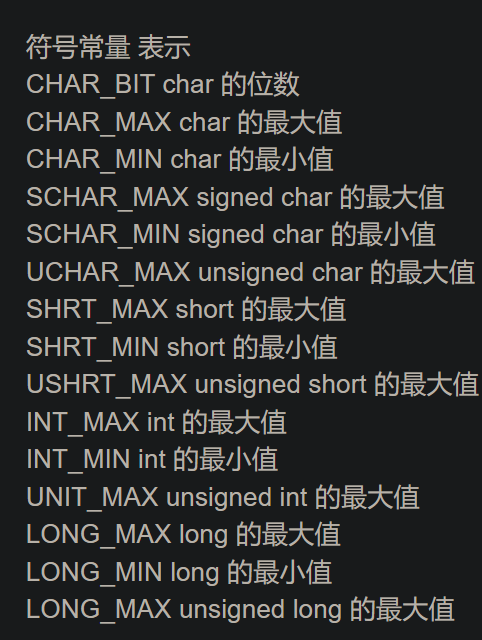 符号常量 表示
CHAR_BIT char 的位数
CHAR_MAX char 的最大值
CHAR_MIN char 的最小值
SCHAR_MAX signed char 的最大值
SCHAR_MIN signed char 的最小值
UCHAR_MAX unsigned char 的最大值
SHRT_MAX short 的最大值
SHRT_MIN short 的最小值
USHRT_MAX unsigned short 的最大值
INT_MAX int 的最大值
INT_MIN int 的最小值
UNIT_MAX unsigned int 的最大值
LONG_MAX long 的最大值
LONG_MIN long 的最小值
LONG_MAX unsigned long 的最大值